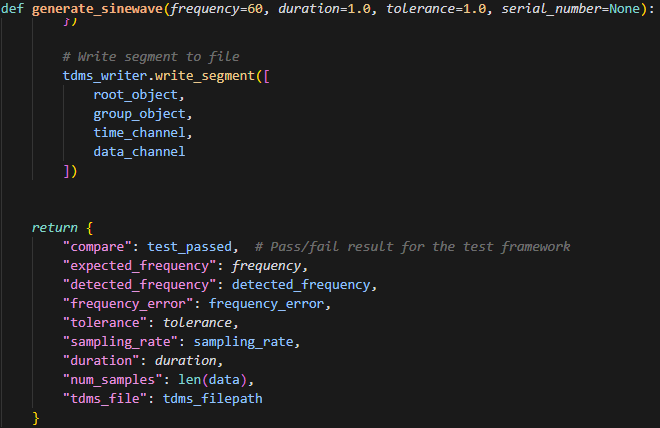 def generate_sinewave(frequency=60, duration=1.0, tolerance=1.0, serial_number=None):
})
# Write segment to file
tdms_writer.write_segment([
root_object,
group_object,
time_channel,
data_channel
])
return {
"compare": test_passed,  # Pass/fail result for the test framework
"expected_frequency": frequency,
"detected_frequency": detected_frequency,
"frequency_error": frequency_error,
"tolerance": tolerance,
"sampling_rate": sampling_rate,
"duration": duration,
"num_samples": len(data),
"tdms_file": tdms_filepath
}